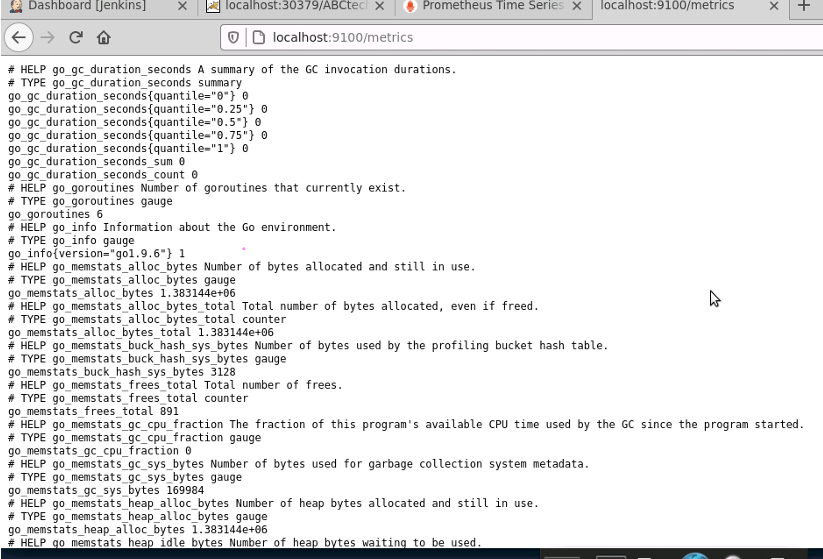 Dashboard [Jenkins]
localhost:30379/ABCtech
Prometheus Time Series
localhost:9100/metrics
localhost:9100/metrics
# HELP go_gc_duration_seconds A summary of the GC invocation durations.
# TYPE go_gc_duration_seconds summary
go_gc_duration_seconds{quantile="0"} 0
go_gc_duration_seconds{quantile="0.25"} 0
go_gc_duration_seconds{quantile="0.5"} 0
go_gc_duration_seconds{quantile="0.75"} 0
go_gc_duration_seconds{quantile="1"} 0
go_gc_duration_seconds_sum 0
go_gc_duration_seconds_count 0
# HELP go_goroutines Number of goroutines that currently exist.
# TYPE go_goroutines gauge
go_goroutines 6
# HELP go_info Information about the Go environment.
# TYPE go_info gauge
go_info{version="go1.9.6"} 1
# HELP go_memstats_alloc_bytes Number of bytes allocated and still in use.
# TYPE go_memstats_alloc_bytes gauge
go_memstats_alloc_bytes 1.383144e+06
# HELP go_memstats_alloc_bytes_total Total number of bytes allocated, even if freed.
# TYPE go_memstats_alloc_bytes_total counter
go_memstats_alloc_bytes_total 1.383144e+06
# HELP go_memstats_buck_hash_sys_bytes Number of bytes used by the profiling bucket hash table.
# TYPE go_memstats_buck_hash_sys_bytes gauge
go_memstats_buck_hash_sys_bytes 3128
# HELP go_memstats_frees_total Total number of frees.
# TYPE go_memstats_frees_total counter
go_memstats_frees_total 891
# HELP go_memstats_gc_cpu_fraction The fraction of this program's available CPU time used by the GC since the program started.
# TYPE go_memstats_gc_cpu_fraction gauge
go_memstats_gc_cpu_fraction 0
# HELP go_memstats_gc_sys_bytes Number of bytes used for garbage collection system metadata.
# TYPE go_memstats_gc_sys_bytes gauge
go_memstats_gc_sys_bytes 169984
# HELP go_memstats_heap_alloc_bytes Number of heap bytes allocated and still in use.
# TYPE go_memstats_heap_alloc_bytes gauge
go_memstats_heap_alloc_bytes 1.383144e+06
# HELP go_memstats_heap_idle_bytes Number of heap bytes waiting to be used.